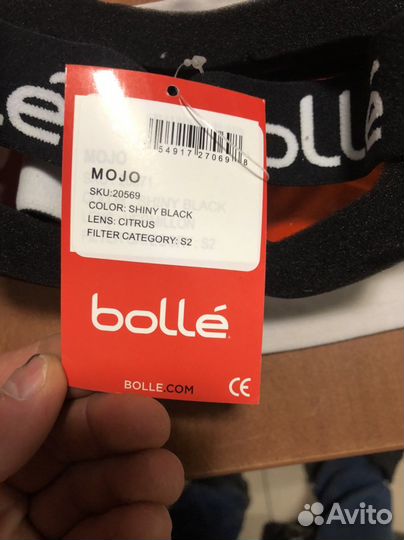 bollé
54917 27069 8
MOJO
SKU:20569
COLOR: SHINY BLACK
LENS: CITRUS
FILTER CATEGORY: S2
bollé
BOLLE.COM
CE
Avito